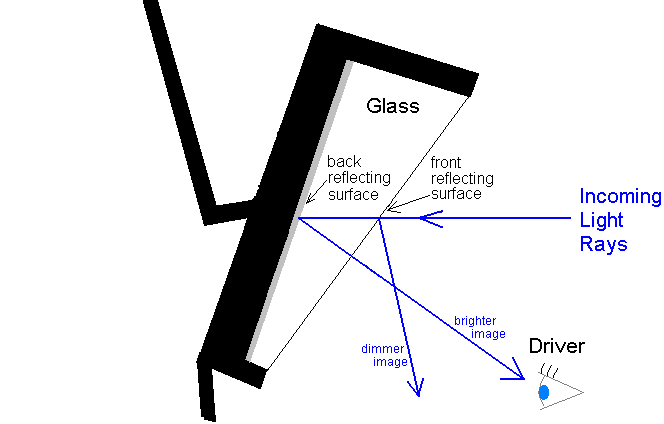 Glass
back
reflecting
surface
front
reflecting
surface
Incoming
Light
Rays
brighter
image
dimmer
image
Driver